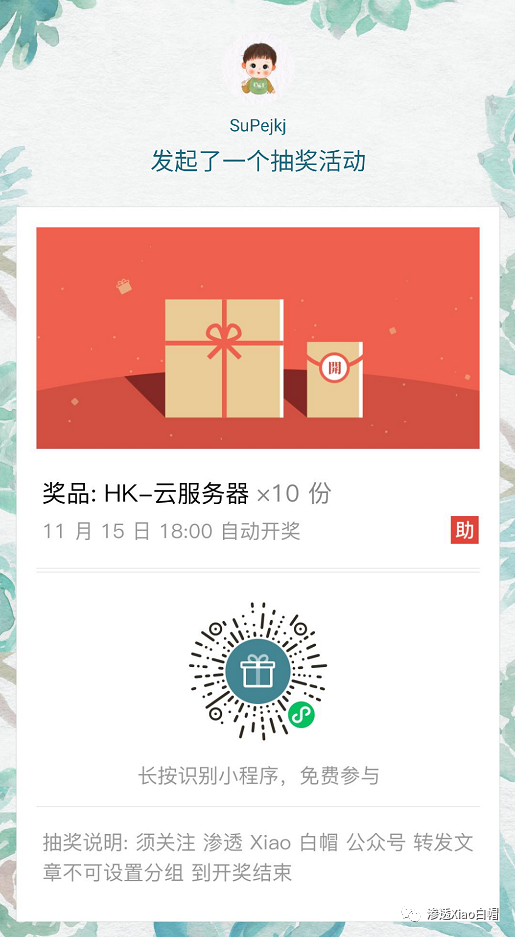 SuPejkj
发起了一个抽奖活动
開
奖品: HK-云服务器 ×10 份
11 月 15 日 18:00 自动开奖
助
长按识别小程序，免费参与
抽奖说明: 须关注 渗透 Xiao 白帽 公众号 转发文
章不可设置分组 到开奖结束
渗透Xiao白帽